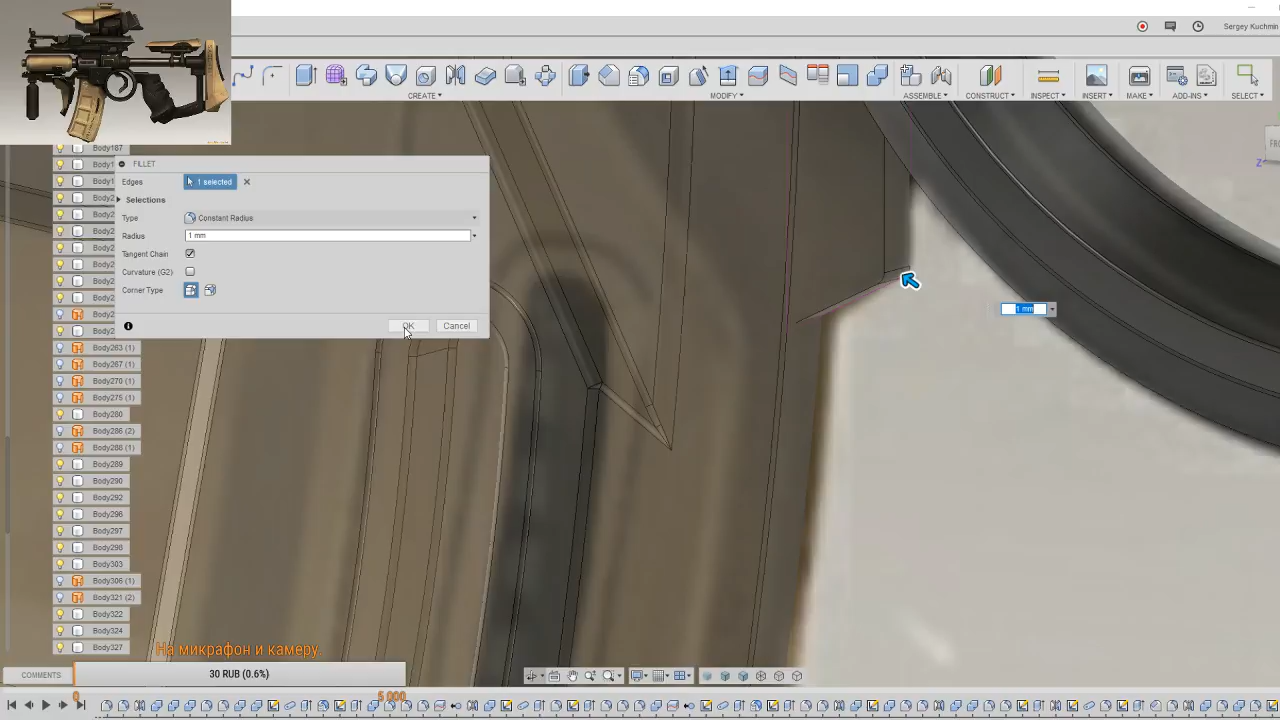 Sergey Kuchmin
CREATE
MODIFY
ASSEMBLE
CONSTRUCT
INSPECT
INSERT
MAKE
ADD-INS
SELECT
Body187
FILLET
Edges
1 selected
Selections
Type
Constant Radius
Radius
1 mm
Tangent Chain
Curvature (G2)
Corner Type
OK
Cancel
1 mm
Body263 (1)
Body267 (1)
Body270 (1)
Body275 (1)
Body280
Body286 (2)
Body288 (1)
Body289
Body290
Body292
Body296
Body297
Body298
Body303
Body306 (1)
Body321 (2)
Body322
Body324
Body327
На микрофон и камеру.
COMMENTS
30 RUB (0.6%)
0
5 000